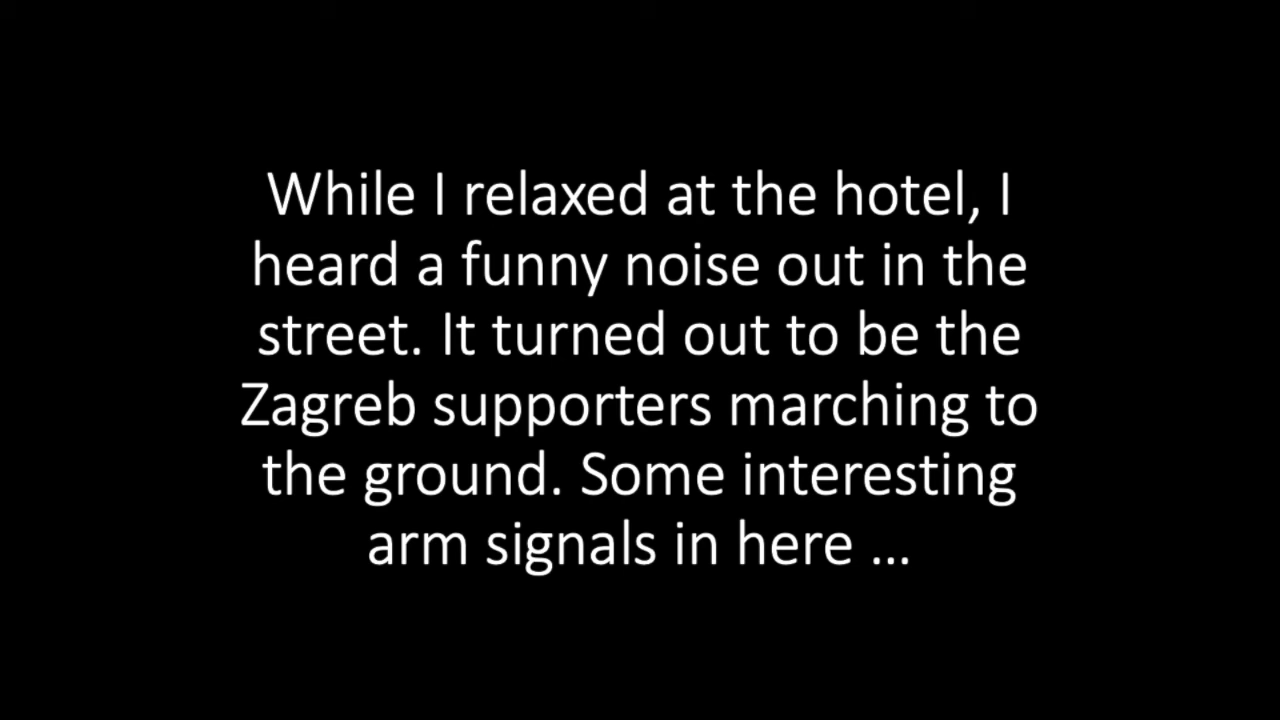 While I relaxed at the hotel, I
heard a funny noise out in the
street. It turned out to be the
Zagreb supporters marching to
the ground. Some interesting
arm signals in here ...